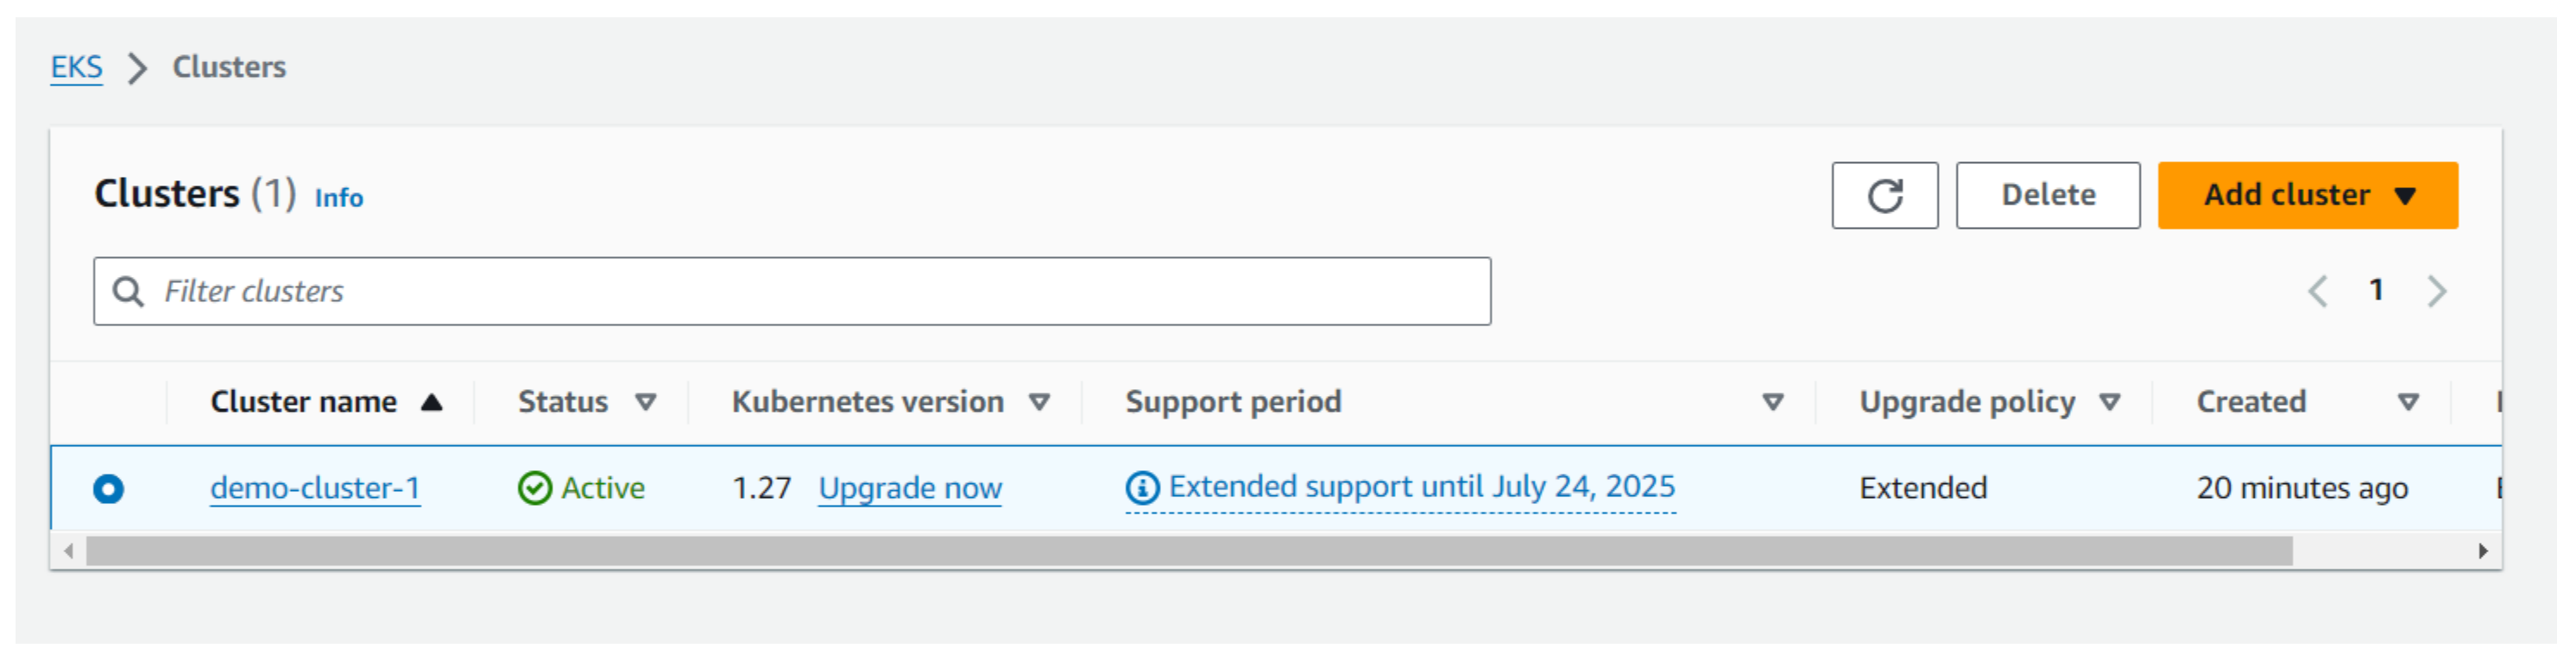 EKS > Clusters
Clusters (1) Info
Delete
Add cluster
Filter clusters
1
Cluster name Status Kubernetes version Support period Upgrade policy Created
demo-cluster-1 Active 1.27 Upgrade now Extended support until July 24, 2025 Extended 20 minutes ago